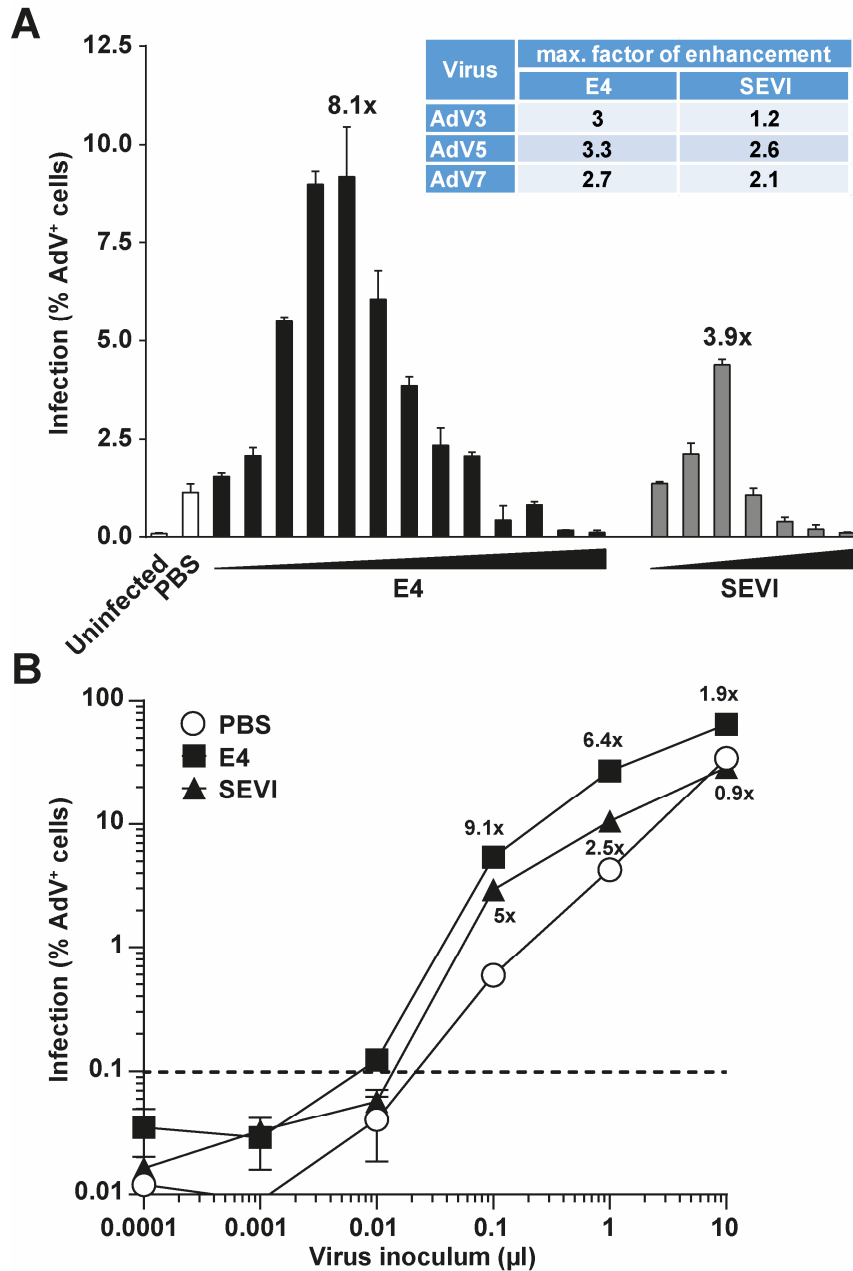 A
12.5
10.0
7.5
5.0
2.5
0.0
Infection (% AdV⁺ cells)
8.1x
3.9x
Virus max. factor of enhancement
E4 SEVI
AdV3 3 1.2
AdV5 3.3 2.6
AdV7 2.7 2.1
Uninfected
PBS
E4
SEVI
B
100
10
1
0.1
0.01
Infection (% AdV⁺ cells)
PBS
E4
SEVI
1.9x
6.4x
0.9x
9.1x
2.5x
5x
0.0001 0.001 0.01 0.1 1 10
Virus inoculum (µl)